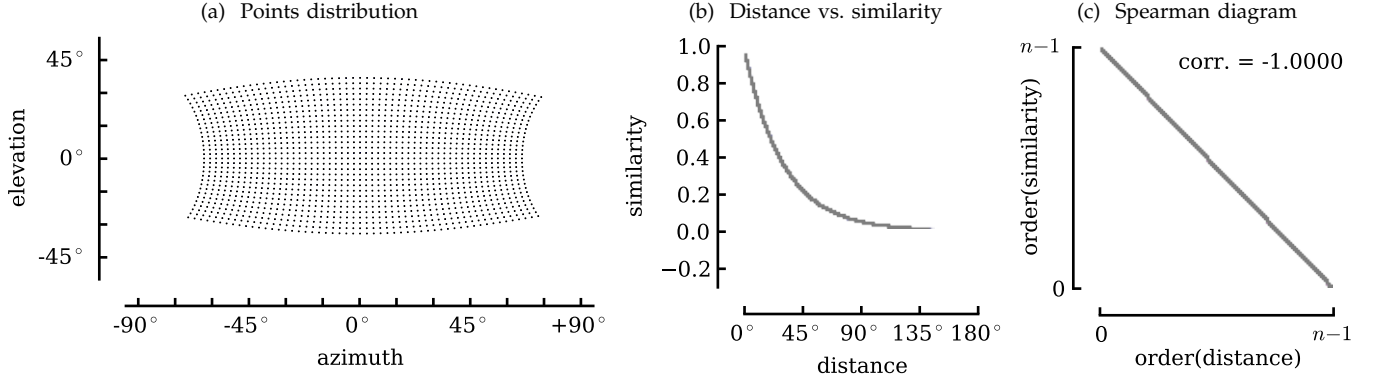 (a) Points distribution
45°
0°
-45°
elevation
-90° -45° 0° 45° +90°
azimuth
(b) Distance vs. similarity
1.0
0.8
0.6
0.4
0.2
0.0
−0.2
similarity
0° 45° 90° 135° 180°
distance
(c) Spearman diagram
n−1
corr. = -1.0000
0
order(similarity)
0 n−1
order(distance)